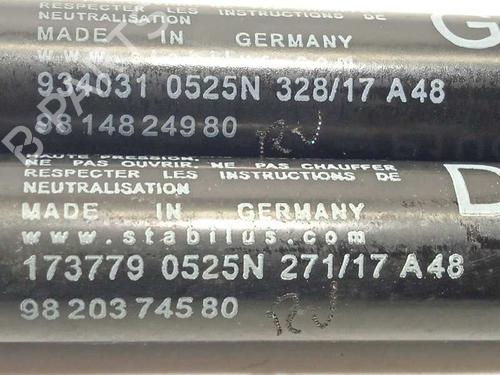 RESPECTER LES INSTRUCTIONS DE
NEUTRALISATION
MADE IN GERMANY
934031 0525N 328/17 A48
98 148 249 80
G
HAUTE PRESSION.
NE PAS OUVRIR. NE PAS CHAUFFER
RESPECTER LES INSTRUCTIONS DE
NEUTRALISATION
MADE IN GERMANY
www.stabilus.com
173779 0525N 271/17 A48
98 203 745 80
D